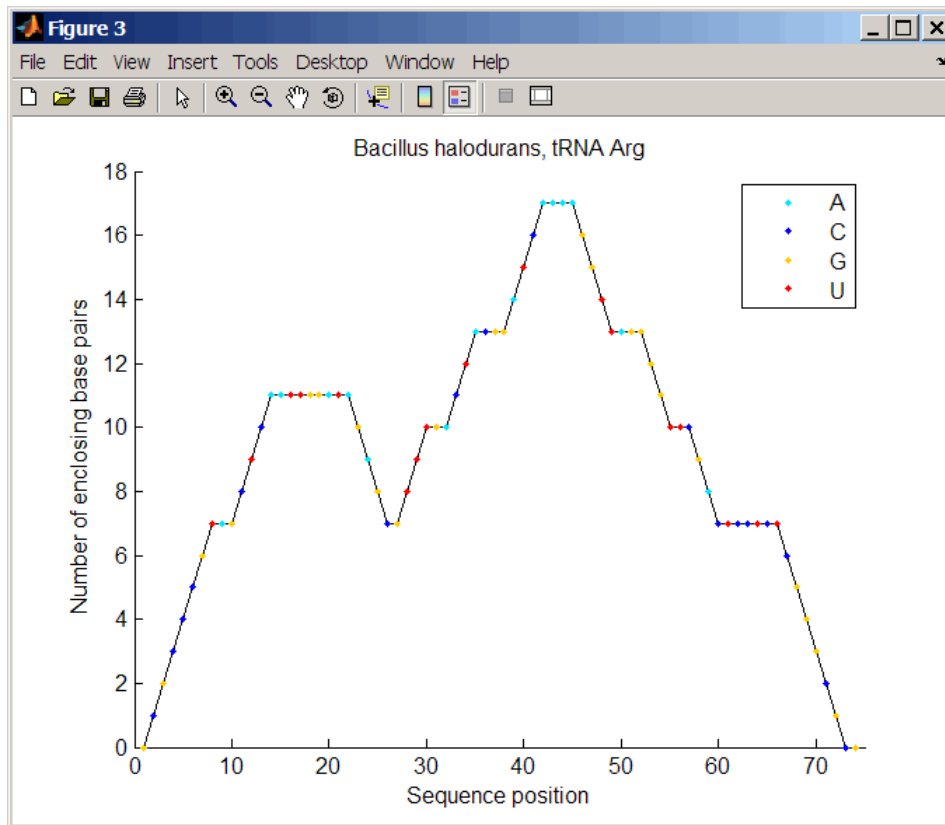 Figure 3
File Edit View Insert Tools Desktop Window Help
Bacillus halodurans, tRNA Arg
18
16
14
12
10
8
6
4
2
0
Number of enclosing base pairs
A
C
G
U
0 10 20 30 40 50 60 70
Sequence position